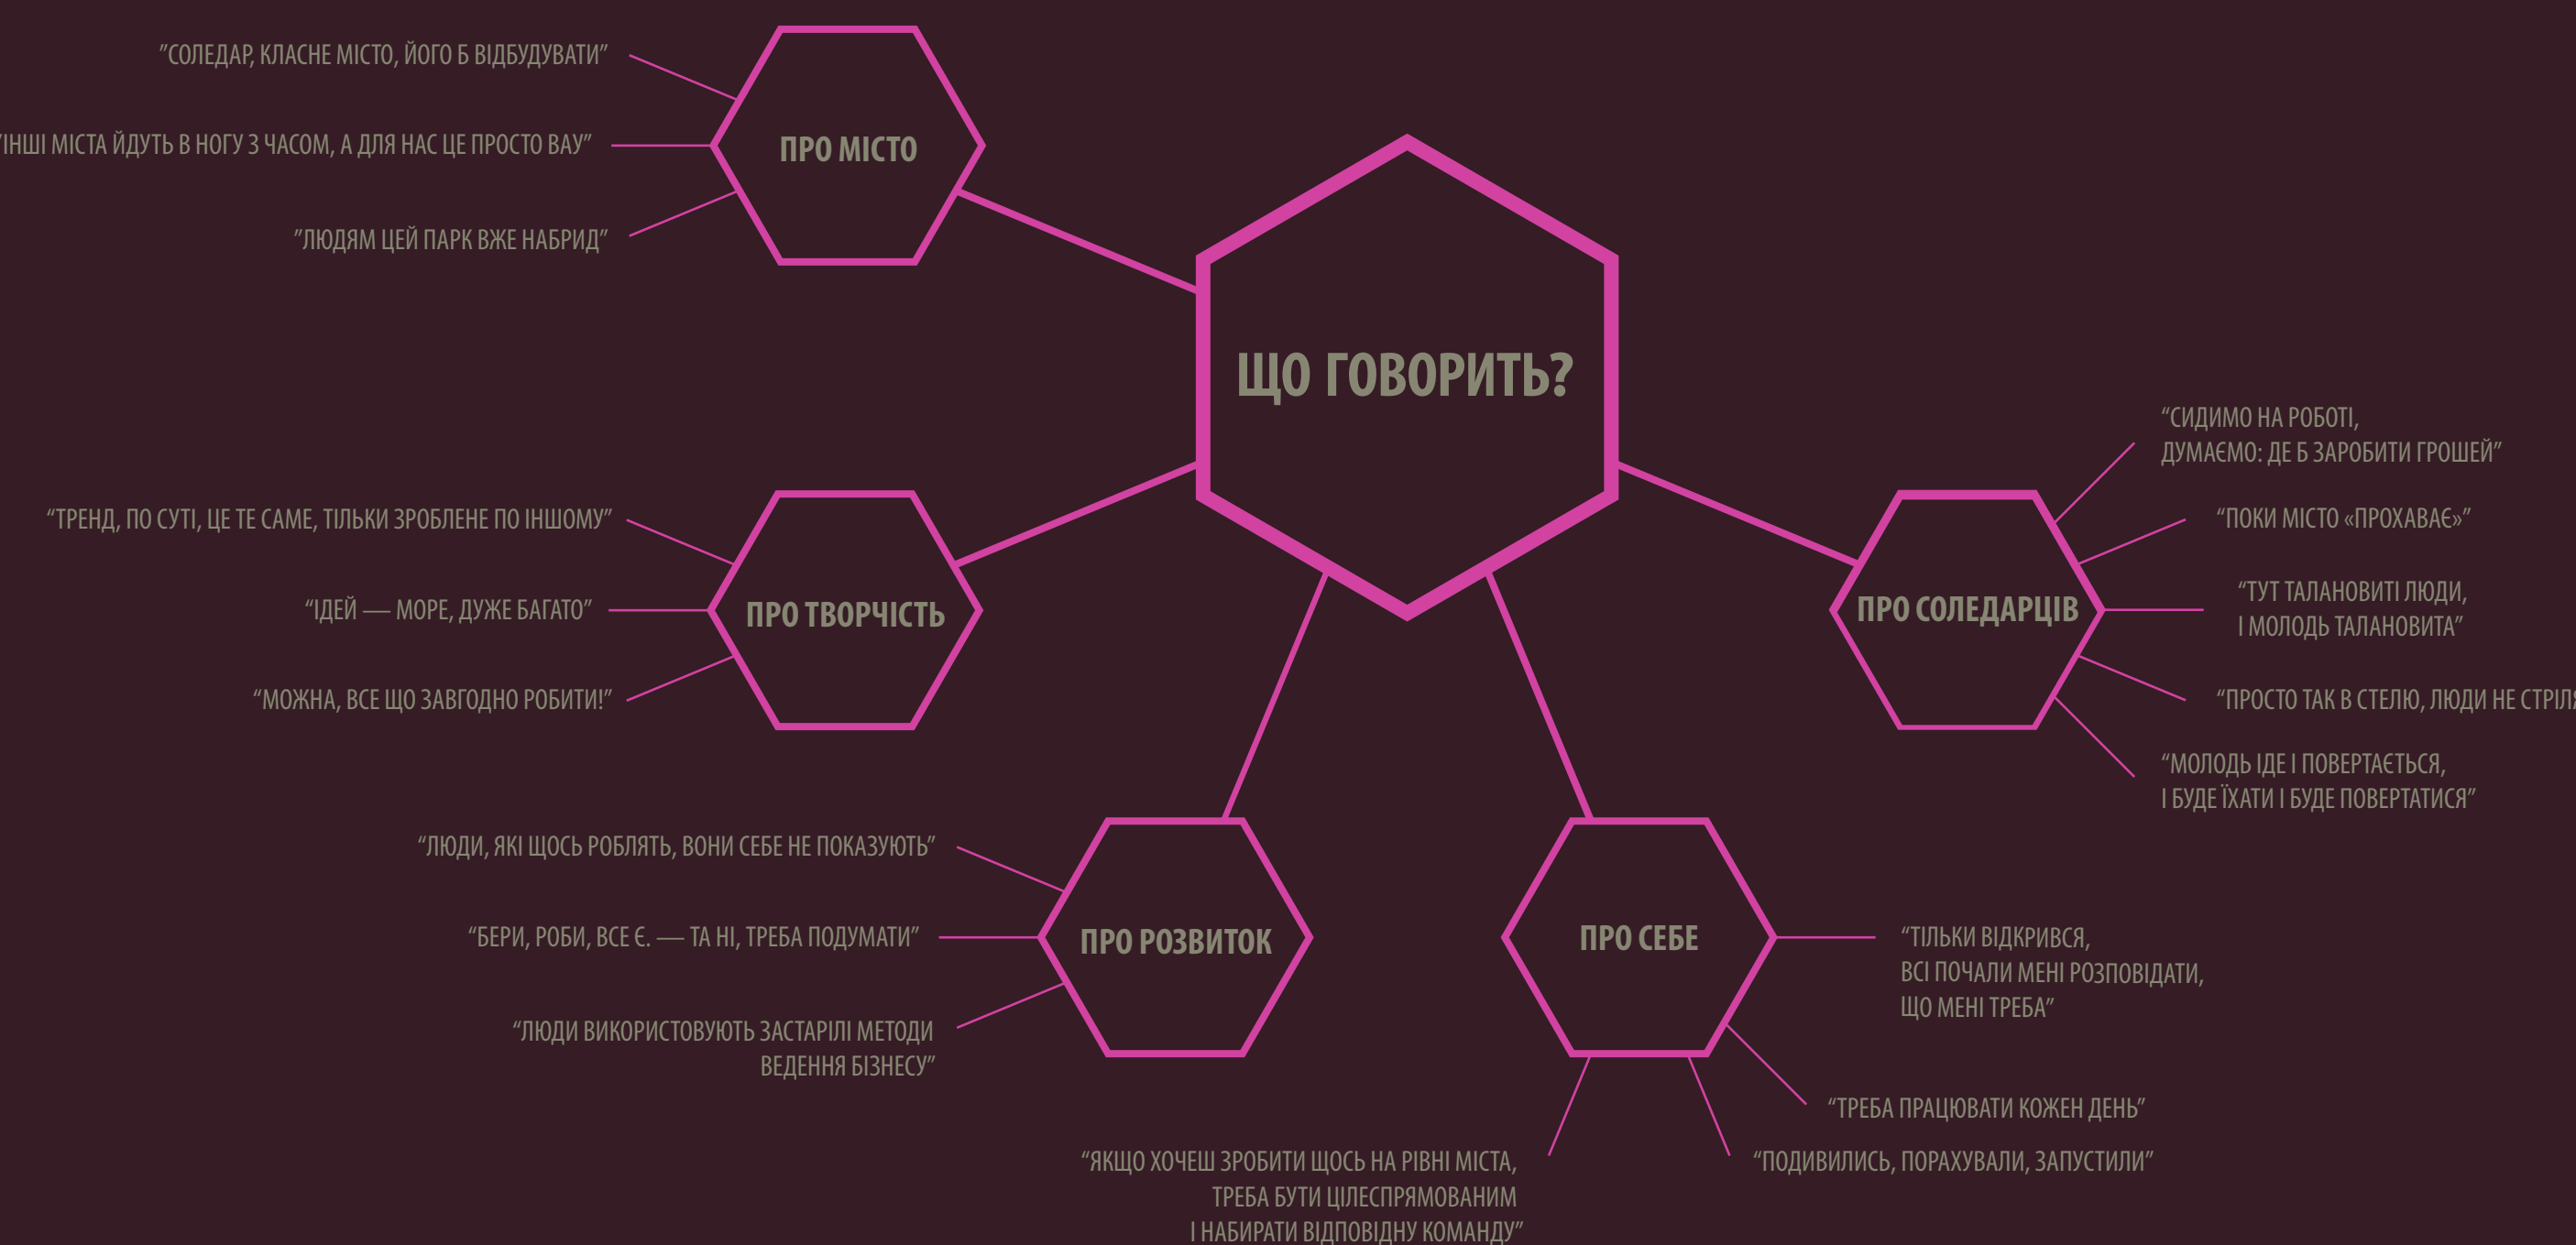 ЩО ГОВОРИТЬ?
ПРО МІСТО
”СОЛЕДАР, КЛАСНЕ МІСТО, ЙОГО Б ВІДБУДУВАТИ”
ІНШІ МІСТА ЙДУТЬ В НОГУ З ЧАСОМ, А ДЛЯ НАС ЦЕ ПРОСТО ВАУ”
”ЛЮДЯМ ЦЕЙ ПАРК ВЖЕ НАБРИД”
ПРО ТВОРЧІСТЬ
“ТРЕНД, ПО СУТІ, ЦЕ ТЕ САМЕ, ТІЛЬКИ ЗРОБЛЕНЕ ПО ІНШОМУ”
“ІДЕЙ — МОРЕ, ДУЖЕ БАГАТО”
“МОЖНА, ВСЕ ЩО ЗАВГОДНО РОБИТИ!”
ПРО РОЗВИТОК
“ЛЮДИ, ЯКІ ЩОСЬ РОБЛЯТЬ, ВОНИ СЕБЕ НЕ ПОКАЗУЮТЬ”
“БЕРИ, РОБИ, ВСЕ Є. — ТА НІ, ТРЕБА ПОДУМАТИ”
“ЛЮДИ ВИКОРИСТОВУЮТЬ ЗАСТАРІЛІ МЕТОДИ
ВЕДЕННЯ БІЗНЕСУ”
ПРО СЕБЕ
“ТІЛЬКИ ВІДКРИВСЯ,
ВСІ ПОЧАЛИ МЕНІ РОЗПОВІДАТИ,
ЩО МЕНІ ТРЕБА”
“ТРЕБА ПРАЦЮВАТИ КОЖЕН ДЕНЬ”
“ПОДИВИЛИСЬ, ПОРАХУВАЛИ, ЗАПУСТИЛИ”
“ЯКЩО ХОЧЕШ ЗРОБИТИ ЩОСЬ НА РІВНІ МІСТА,
ТРЕБА БУТИ ЦІЛЕСПРЯМОВАНИМ
І НАБИРАТИ ВІДПОВІДНУ КОМАНДУ”
ПРО СОЛЕДАРЦІВ
“СИДИМО НА РОБОТІ,
ДУМАЄМО: ДЕ Б ЗАРОБИТИ ГРОШЕЙ”
“ПОКИ МІСТО «ПРОХАВАЄ»”
“ТУТ ТАЛАНОВИТІ ЛЮДИ,
І МОЛОДЬ ТАЛАНОВИТА”
“ПРОСТО ТАК В СТЕЛЮ, ЛЮДИ НЕ
“МОЛОДЬ ІДЕ І ПОВЕРТАЄТЬСЯ,
І БУДЕ ЇХАТИ І БУДЕ ПОВЕРТАТИСЯ”